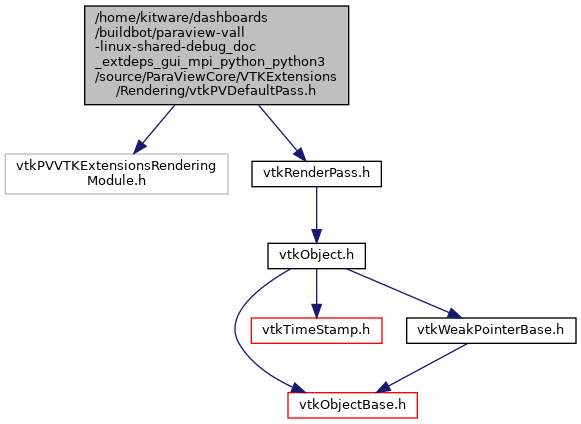 /home/kitware/dashboards
/buildbot/paraview-vall
-linux-shared-debug_doc
_extdeps_gui_mpi_python_python3
/source/ParaViewCore/VTKExtensions
/Rendering/vtkPVDefaultPass.h
vtkPVVTKExtensionsRendering
Module.h
vtkRenderPass.h
vtkObject.h
vtkTimeStamp.h
vtkWeakPointerBase.h
vtkObjectBase.h